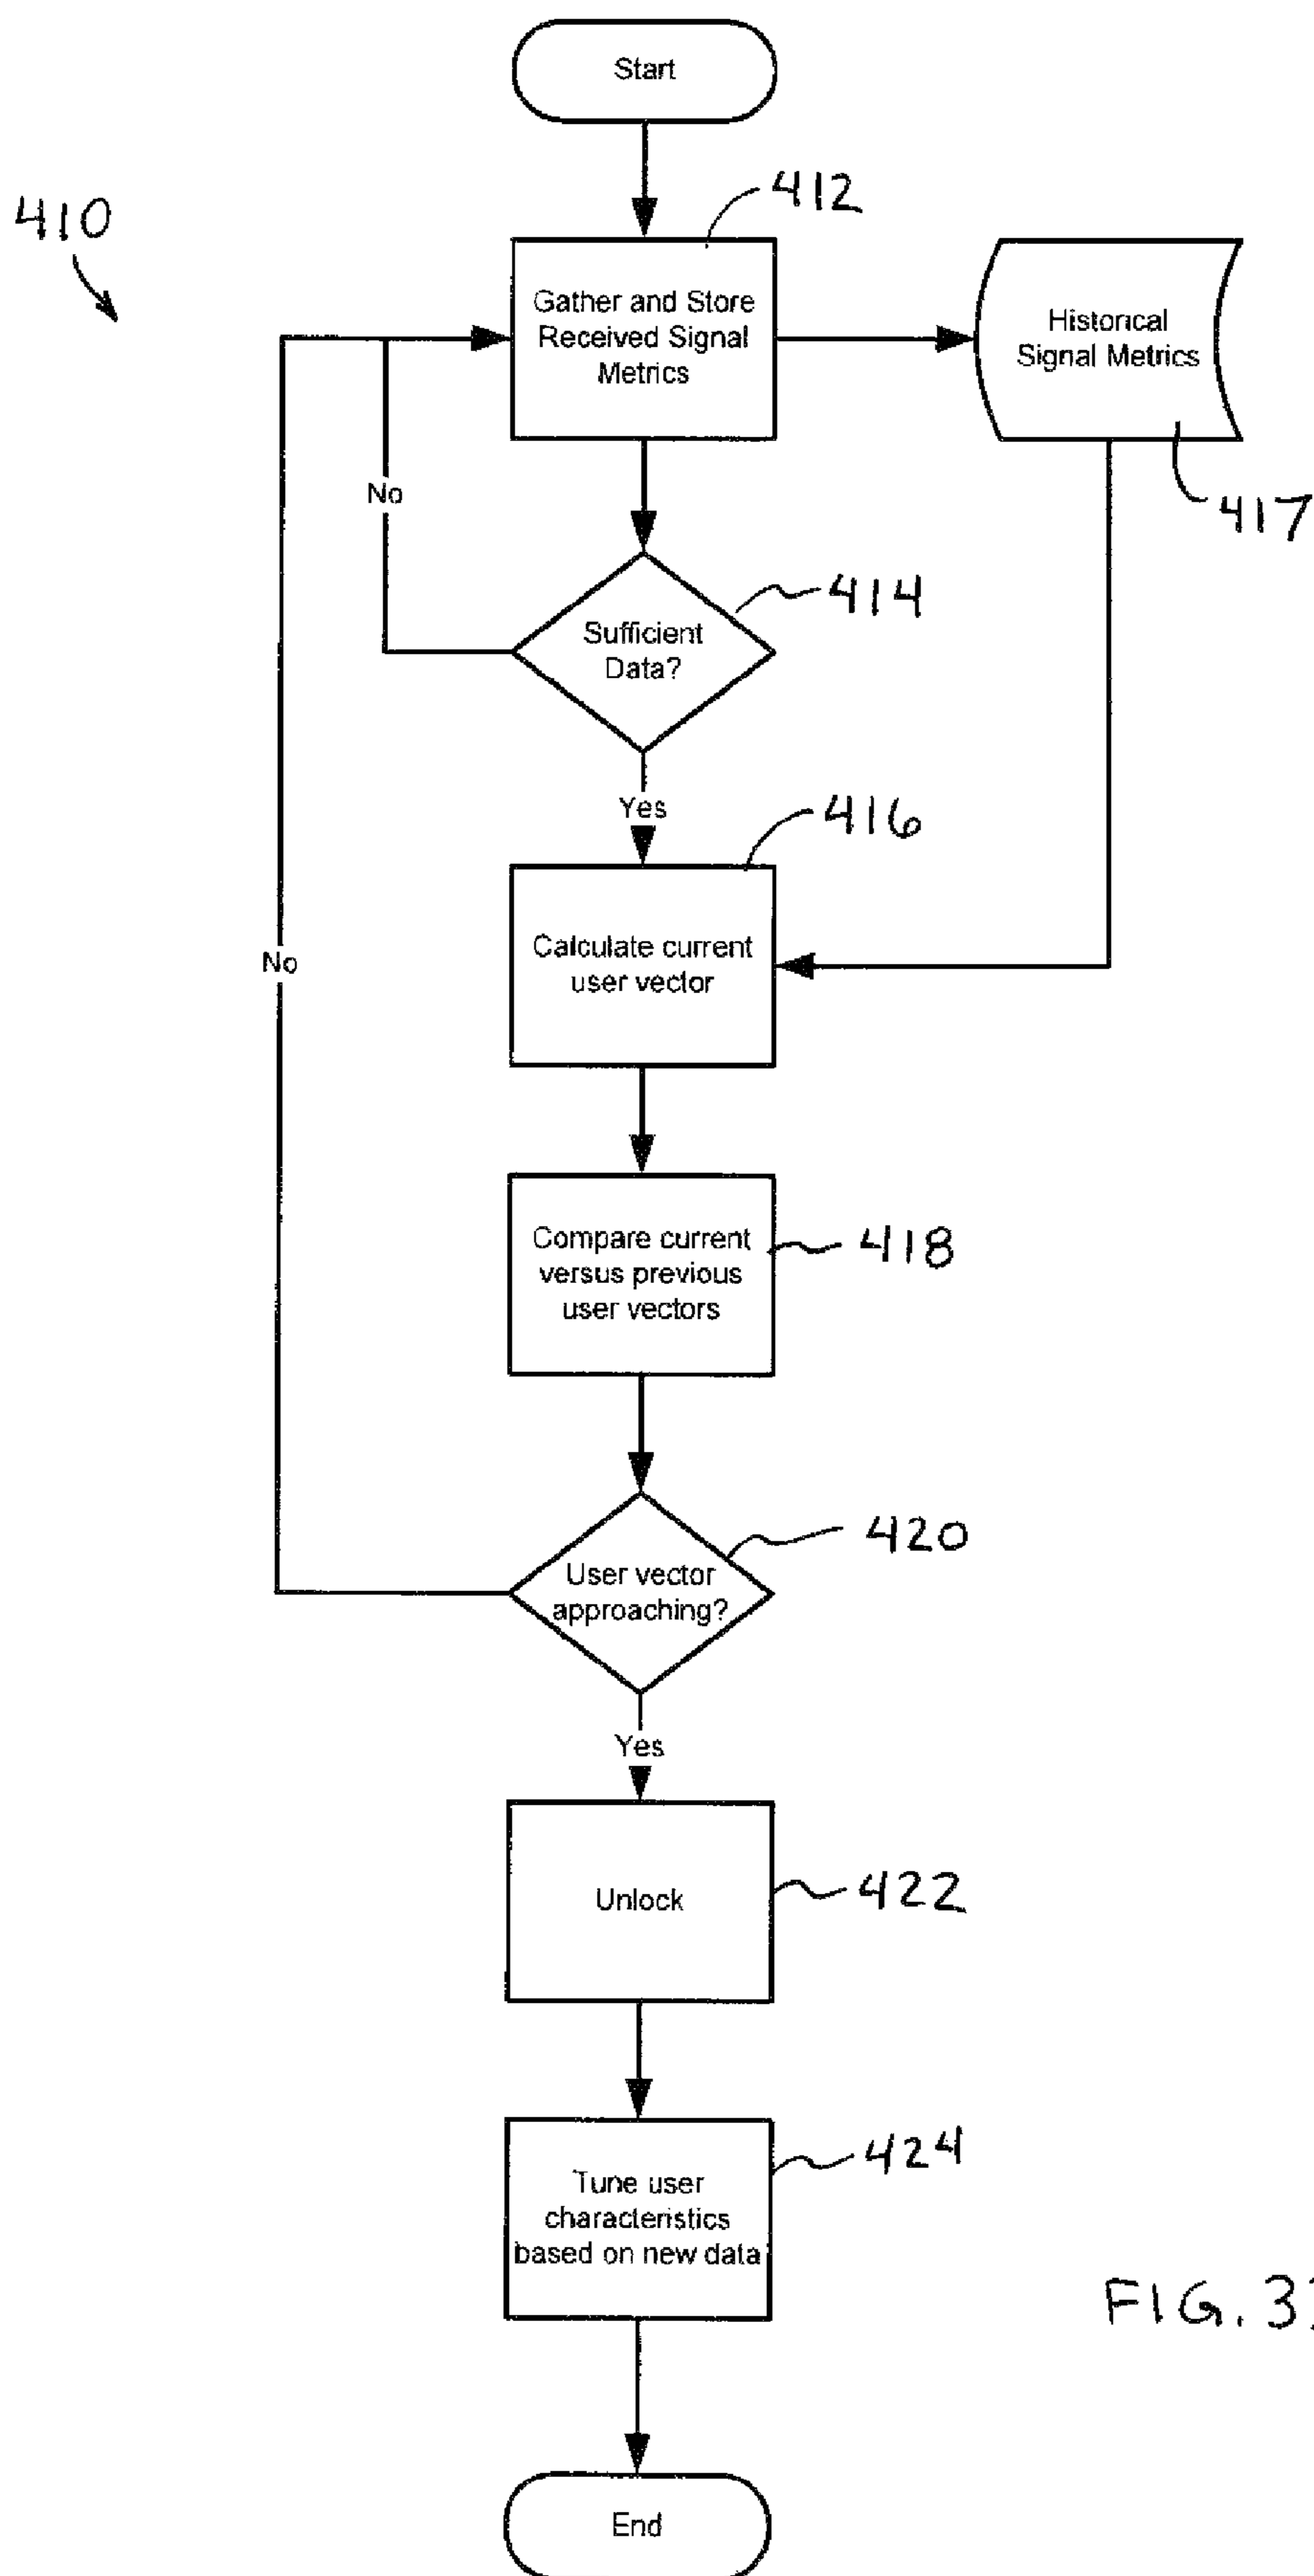 Start
412
410
Gather and Store
Received Signal
Metrics
Historical
Signal Metrics
417
No
414
Sufficient
Data?
Yes
416
Calculate current
user vector
No
Compare current
versus previous
user vectors
418
420
User vector
approaching?
Yes
Unlock
422
424
Tune user
characteristics
based on new data
FIG.
End